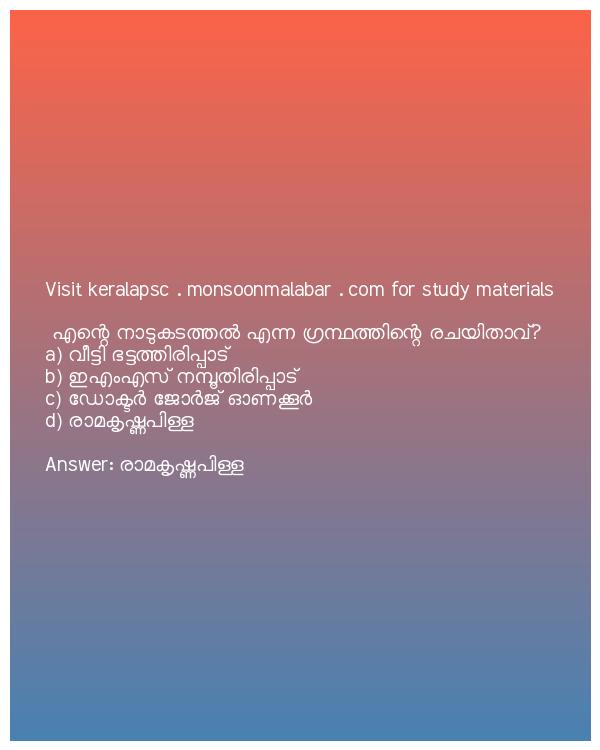 Visit keralapsc . monsoonmalabar . com for study materials
എന്റെ നാടുകടത്തൽ എന്ന ഗ്രന്ഥത്തിന്റെ രചയിതാവ്?
a) വീട്ടി ഭട്ടത്തിരിപ്പാട്
b) ഇഎംഎസ് നമ്പൂതിരിപ്പാട്
c) ഡോക്ടർ ജോർജ് ഓണക്കൂർ
d) രാമകൃഷ്ണപിള്ള
Answer: രാമകൃഷ്ണപിള്ള